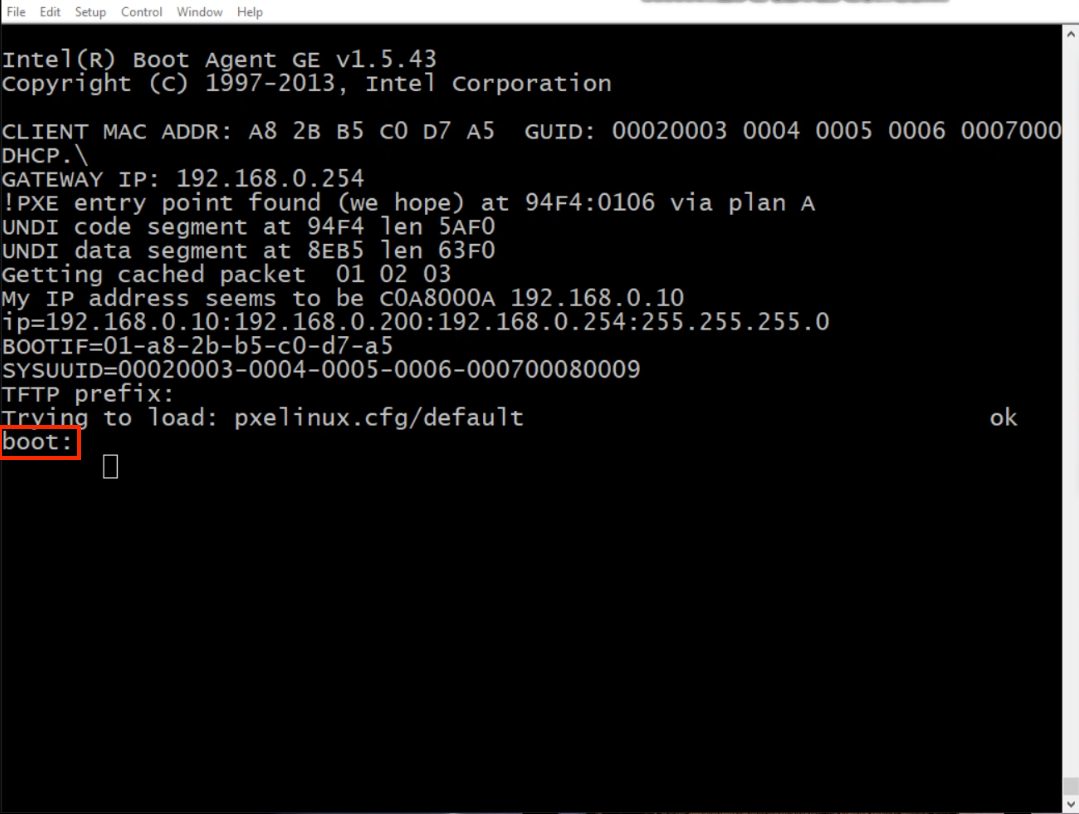 File Edit Setup Control Window Help
Intel(R) Boot Agent GE v1.5.43
Copyright (C) 1997-2013, Intel Corporation
CLIENT MAC ADDR: A8 2B B5 C0 D7 A5  GUID: 00020003 0004 0005 0006 0007000
DHCP.\
GATEWAY IP: 192.168.0.254
!PXE entry point found (we hope) at 94F4:0106 via plan A
UNDI code segment at 94F4 len 5AF0
UNDI data segment at 8EB5 len 63F0
Getting cached packet  01 02 03
My IP address seems to be C0A8000A 192.168.0.10
ip=192.168.0.10:192.168.0.200:192.168.0.254:255.255.255.0
BOOTIF=01-a8-2b-b5-c0-d7-a5
SYSUUID=00020003-0004-0005-0006-000700080009
TFTP prefix:
Trying to load: pxelinux.cfg/default ok
boot: